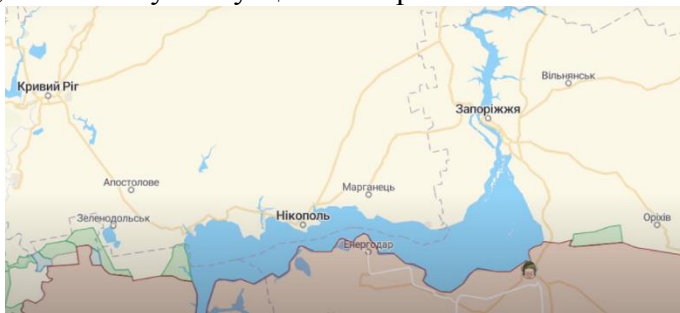 Кривий Ріг
Вільнянськ
Запоріжжя
Апостолове
Марганець
Зеленодольськ
Нікополь
Оріхів
Енергодар